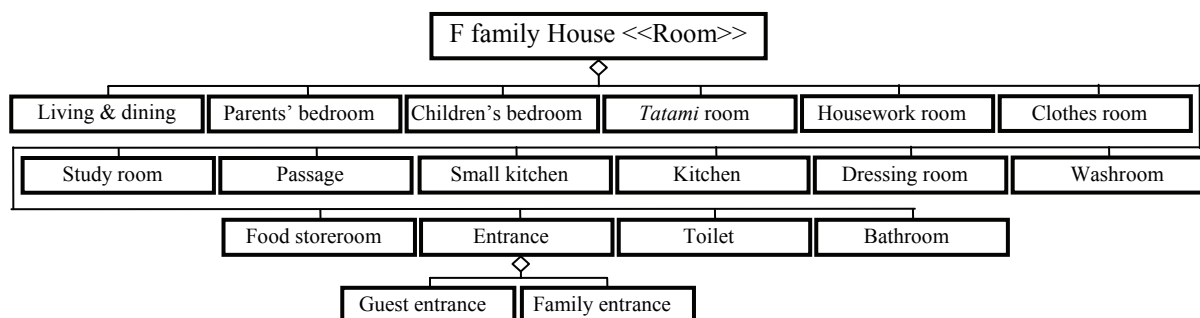 F family House <<Room>>
Living & dining Parents' bedroom Children's bedroom Tatami room Housework room Clothes room
Study room Passage Small kitchen Kitchen Dressing room Washroom
Food storeroom Entrance Toilet Bathroom
Guest entrance Family entrance